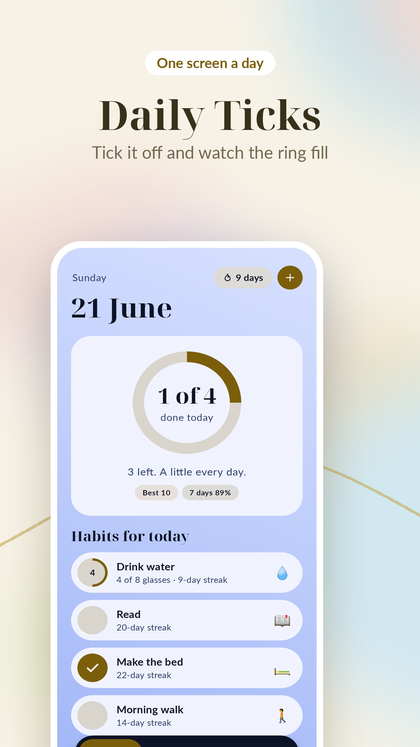 One screen a day
Daily Ticks
Tick it off and watch the ring fill
Sunday
9 days
+
21 June
1 of 4
done today
3 left. A little every day.
Best 10
7 days 89%
Habits for today
4
Drink water
4 of 8 glasses · 9-day streak
Read
20-day streak
Make the bed
22-day streak
Morning walk
14-day streak